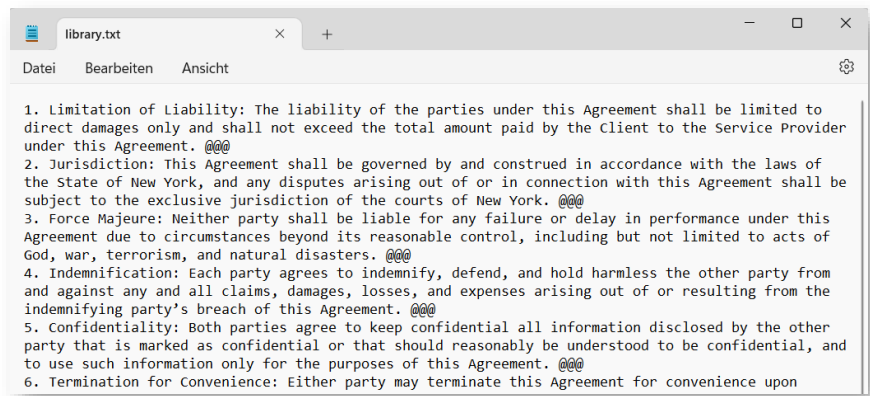 library.txt
Datei Bearbeiten Ansicht
1. Limitation of Liability: The liability of the parties under this Agreement shall be limited to
direct damages only and shall not exceed the total amount paid by the Client to the Service Provider
under this Agreement. @@@
2. Jurisdiction: This Agreement shall be governed by and construed in accordance with the laws of
the State of New York, and any disputes arising out of or in connection with this Agreement shall be
subject to the exclusive jurisdiction of the courts of New York. @@@
3. Force Majeure: Neither party shall be liable for any failure or delay in performance under this
Agreement due to circumstances beyond its reasonable control, including but not limited to acts of
God, war, terrorism, and natural disasters. @@@
4. Indemnification: Each party agrees to indemnify, defend, and hold harmless the other party from
and against any and all claims, damages, losses, and expenses arising out of or resulting from the
indemnifying party’s breach of this Agreement. @@@
5. Confidentiality: Both parties agree to keep confidential all information disclosed by the other
party that is marked as confidential or that should reasonably be understood to be confidential, and
to use such information only for the purposes of this Agreement. @@@
6. Termination for Convenience: Either party may terminate this Agreement for convenience upon